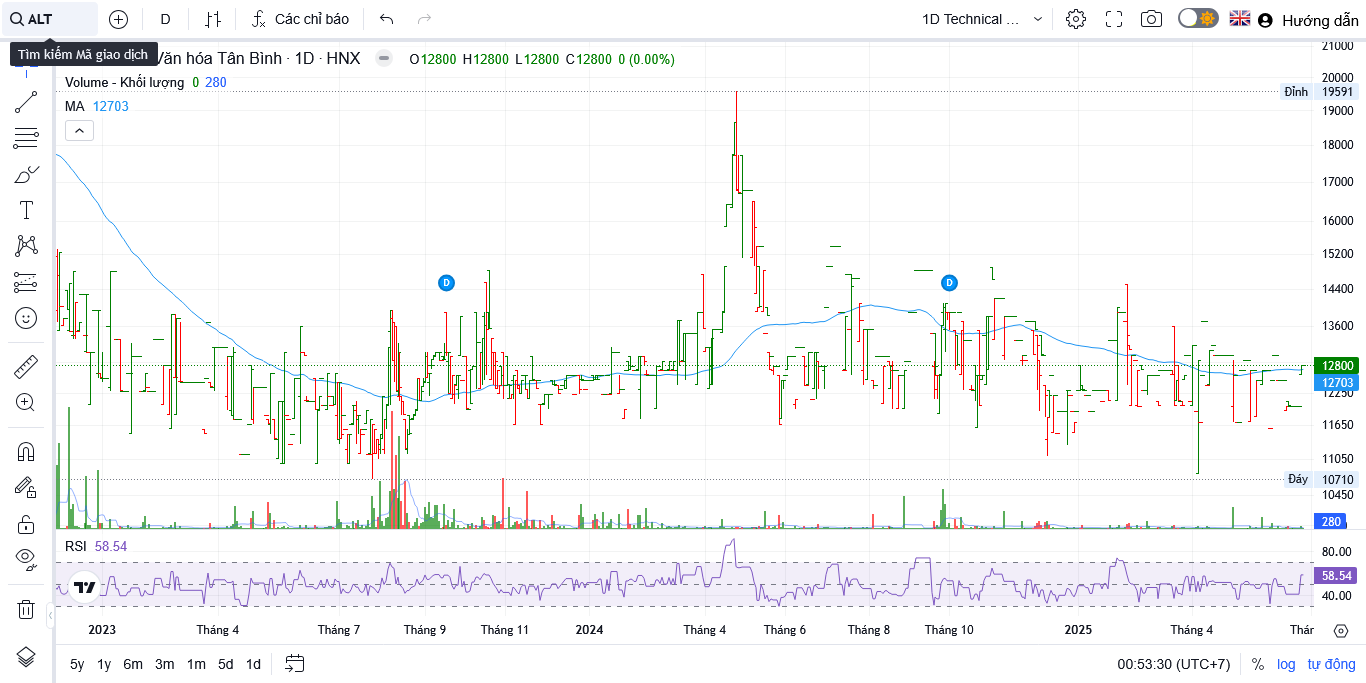 ALT
D
Các chỉ báo
1D Technical ...
Hướng dẫn
Tìm kiếm Mã giao dịch
Văn hóa Tân Bình · 1D · HNX
O12800 H12800 L12800 C12800 0 (0.00%)
Volume - Khối lượng 0 280
MA 12703
21000
20000
Đỉnh 19591
19000
18000
17000
16000
15200
14400
13600
12800
12703
12250
11650
11050
Đáy 10710
10450
280
D
D
RSI 58.54
80.00
58.54
40.00
2023 Tháng 4 Tháng 7 Tháng 9 Tháng 11 2024 Tháng 4 Tháng 6 Tháng 8 Tháng 10 2025 Tháng 4 Thár
5y 1y 6m 3m 1m 5d 1d
00:53:30 (UTC+7) % log tự động